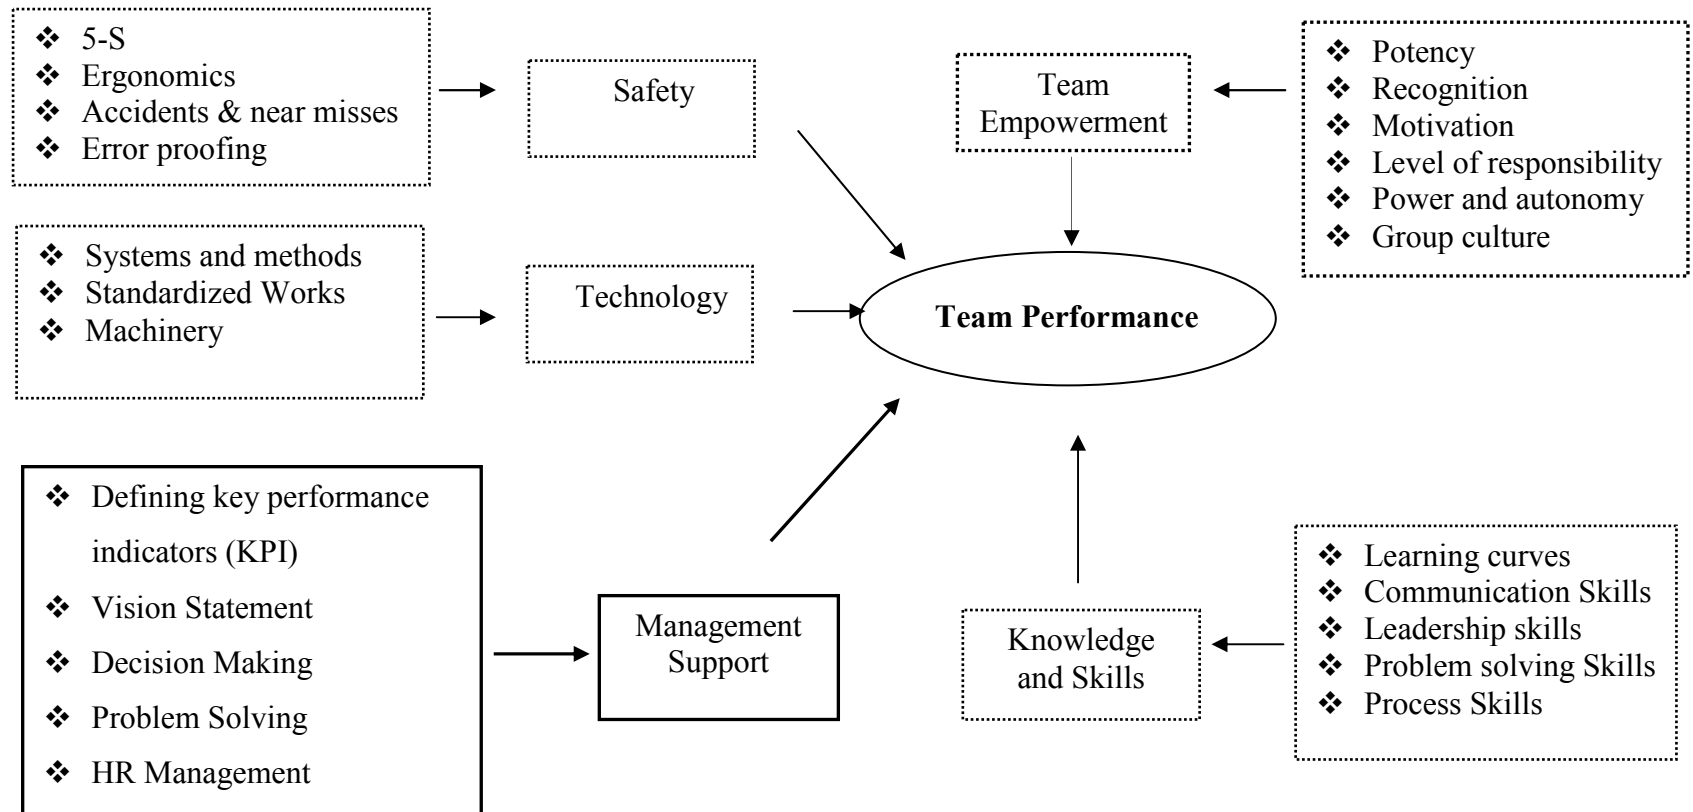 ❖ 5-S
❖ Ergonomics
❖ Accidents & near misses
❖ Error proofing
Safety
Team
Empowerment
❖ Potency
❖ Recognition
❖ Motivation
❖ Level of responsibility
❖ Power and autonomy
❖ Group culture
❖ Systems and methods
❖ Standardized Works
❖ Machinery
Technology
Team Performance
❖ Defining key performance
indicators (KPI)
❖ Vision Statement
❖ Decision Making
❖ Problem Solving
❖ HR Management
Management
Support
Knowledge
and Skills
❖ Learning curves
❖ Communication Skills
❖ Leadership skills
❖ Problem solving Skills
❖ Process Skills